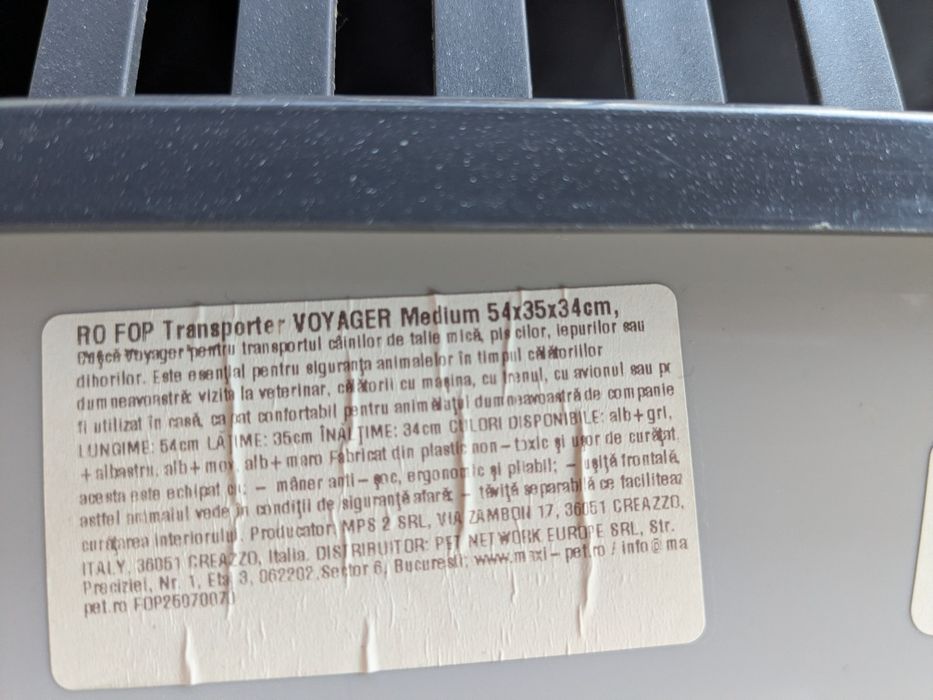 RO FOP Transporter VOYAGER Medium 54x35x34cm,
Cușcă Voyager pentru transportul câinilor de talie mică, pisicilor, iepurilor sau
dihorilor. Este esențial pentru siguranța animalelor în timpul călătoriilor
dumneavoastră: vizita la veterinar, călătorii cu mașina, cu trenul, cu avionul sau
fi utilizat în casă, ca pat confortabil pentru animăluțul dumneavoastră de companie
LUNGIME: 54cm LĂȚIME: 35cm ÎNĂLȚIME: 34cm CULORI DISPONIBILE: alb+gri,
+albastru, alb+mov, alb+maro Fabricat din plastic non-toxic și ușor de curățat,
acesta este echipat cu: - mâner anti-șoc, ergonomic și pliabil; - ușiță frontală,
astfel animalul vede în condiții de siguranță afară - tăviță separabilă ce faciliteaz
curățarea interiorului. Producator: MPS 2 SRL, VIA ZAMBON 17, 36051 CREAZZO,
ITALY, 36051 CREAZZO, Italia. DISTRIBUITOR: PET NETWORK EUROPE SRL, Str.
Preciziei, Nr. 1, Etaj 3, 062202.Sector 6, București; www.maxi-pet.ro / info@ma
pet.ro FOP25970070